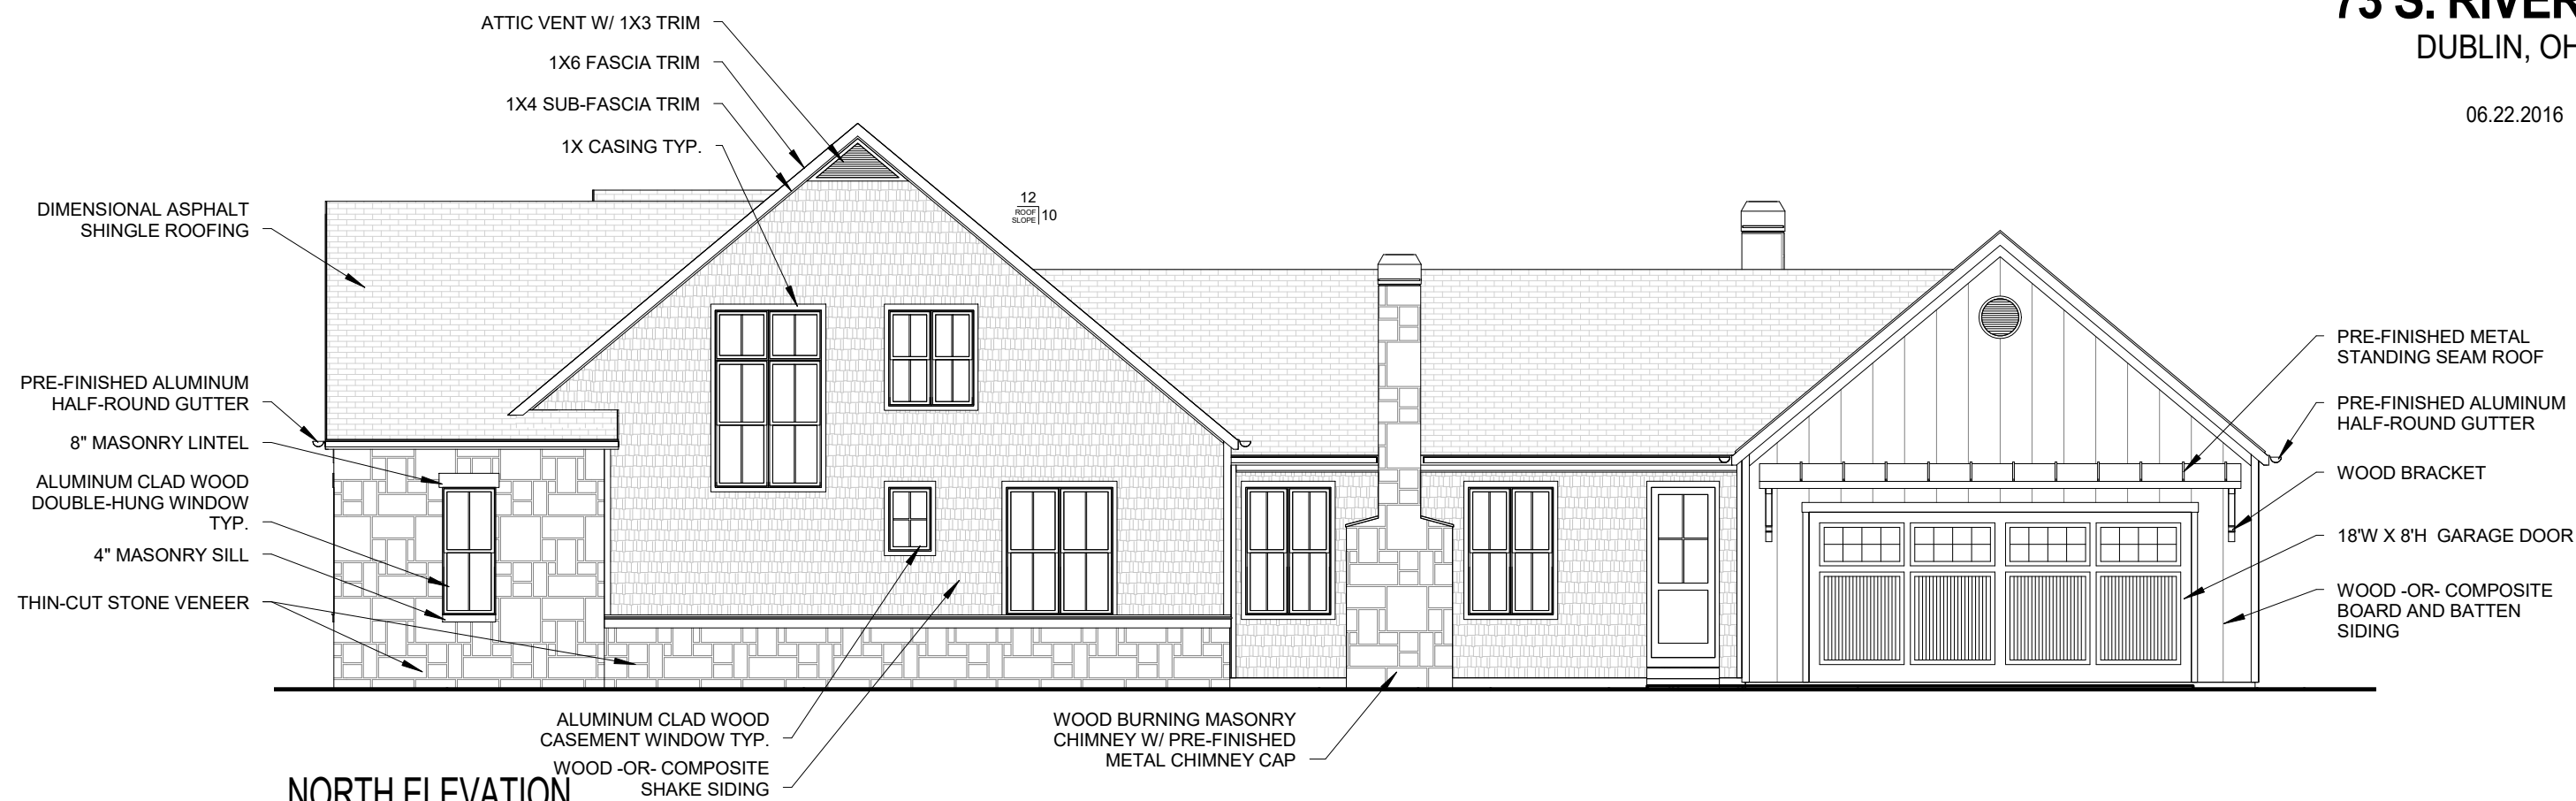 73 S. RIVER
DUBLIN, OH
06.22.2016
ATTIC VENT W/ 1X3 TRIM
1X6 FASCIA TRIM
1X4 SUB-FASCIA TRIM
1X CASING TYP.
12
ROOF
SLOPE
10
DIMENSIONAL ASPHALT
SHINGLE ROOFING
PRE-FINISHED ALUMINUM
HALF-ROUND GUTTER
8" MASONRY LINTEL
ALUMINUM CLAD WOOD
DOUBLE-HUNG WINDOW
TYP.
4" MASONRY SILL
THIN-CUT STONE VENEER
PRE-FINISHED METAL
STANDING SEAM ROOF
PRE-FINISHED ALUMINUM
HALF-ROUND GUTTER
WOOD BRACKET
18'W X 8'H GARAGE DOOR
WOOD -OR- COMPOSITE
BOARD AND BATTEN
SIDING
ALUMINUM CLAD WOOD
CASEMENT WINDOW TYP.
WOOD -OR- COMPOSITE
SHAKE SIDING
WOOD BURNING MASONRY
CHIMNEY W/ PRE-FINISHED
METAL CHIMNEY CAP
NORTH ELEVATION